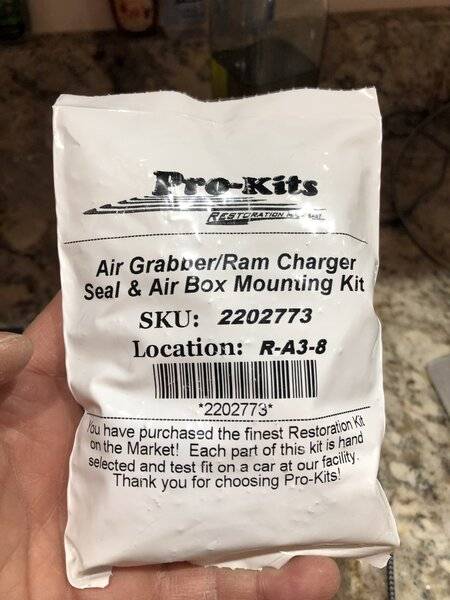 Pro-Kits
RESTORATION
Air Grabber/Ram Charger
Seal & Air Box Mounting Kit
SKU: 2202773
Location: R-A3-8
*2202773*
You have purchased the finest Restoration Kit
on the Market! Each part of this kit is hand
selected and test fit on a car at our facility.
Thank you for choosing Pro-Kits!